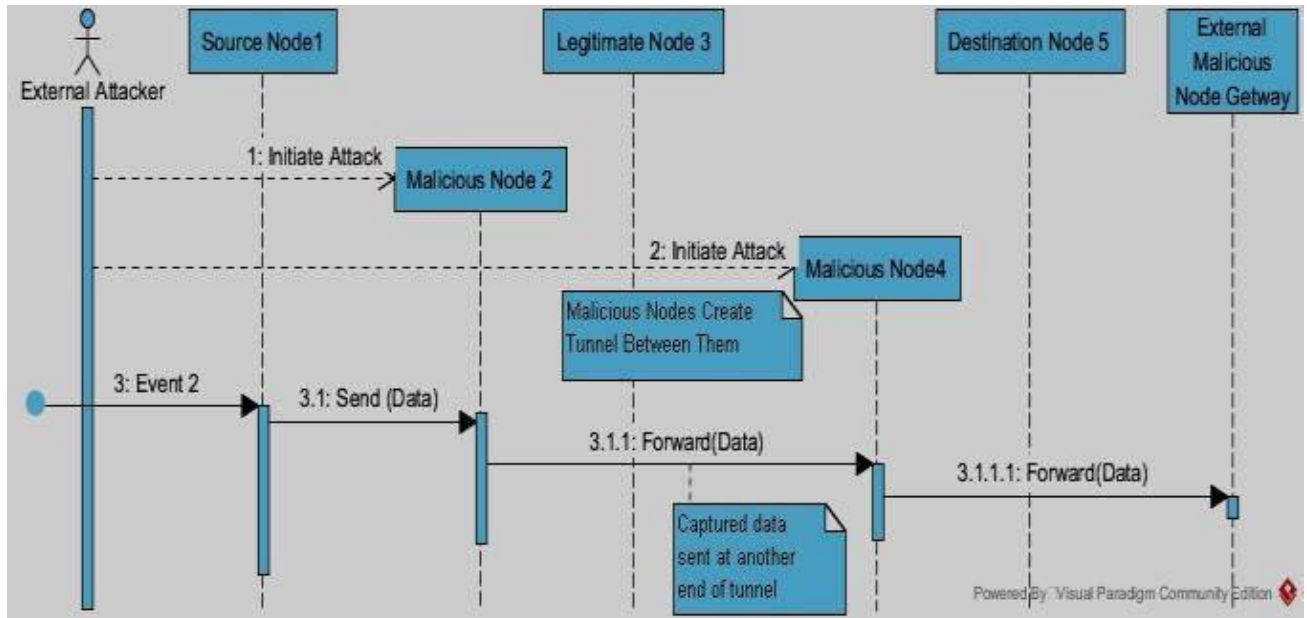 External Attacker
Source Node1
Legitimate Node 3
Destination Node 5
External
Malicious
Node Getway
1: Initiate Attack
Malicious Node 2
2: Initiate Attack
Malicious Node4
Malicious Nodes Create
Tunnel Between Them
3: Event 2
3.1: Send (Data)
3.1.1: Forward(Data)
3.1.1.1: Forward(Data)
Captured data
sent at another
end of tunnel
Powered By Visual Paradigm Community Edition